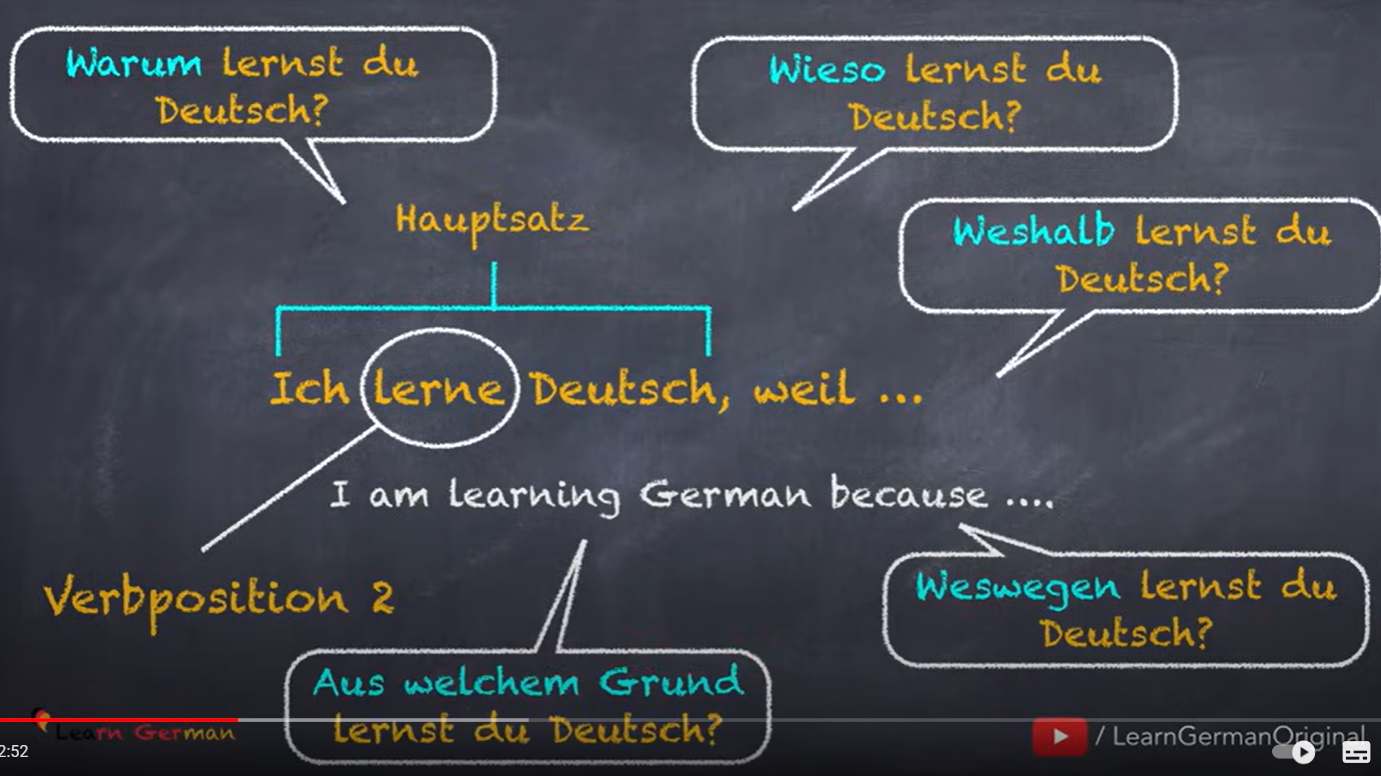 Warum lernst du
Deutsch?
Wieso lernst du
Deutsch?
Hauptsatz
Weshalb lernst du
Deutsch?
Ich lerne Deutsch, weil ...
I am learning German because ....
Verbposition 2
Weswegen lernst du
Deutsch?
Aus welchem Grund
lernst du Deutsch?
Learn German
/ LearnGermanOriginal
2:52